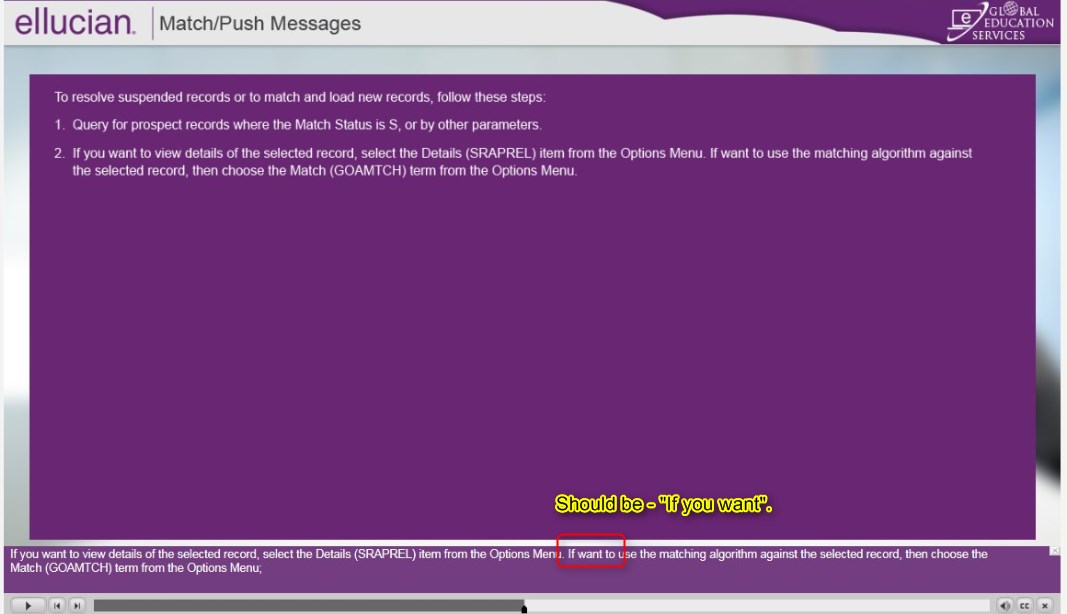 ellucian. Match/Push Messages
e GLOBAL
EDUCATION
SERVICES
To resolve suspended records or to match and load new records, follow these steps:
1. Query for prospect records where the Match Status is S, or by other parameters.
2. If you want to view details of the selected record, select the Details (SRAPREL) item from the Options Menu. If want to use the matching algorithm against
the selected record, then choose the Match (GOAMTCH) term from the Options Menu.
Should be - "If you want".
If you want to view details of the selected record, select the Details (SRAPREL) item from the Options Menu. If want to use the matching algorithm against the selected record, then choose the
Match (GOAMTCH) term from the Options Menu;
CC